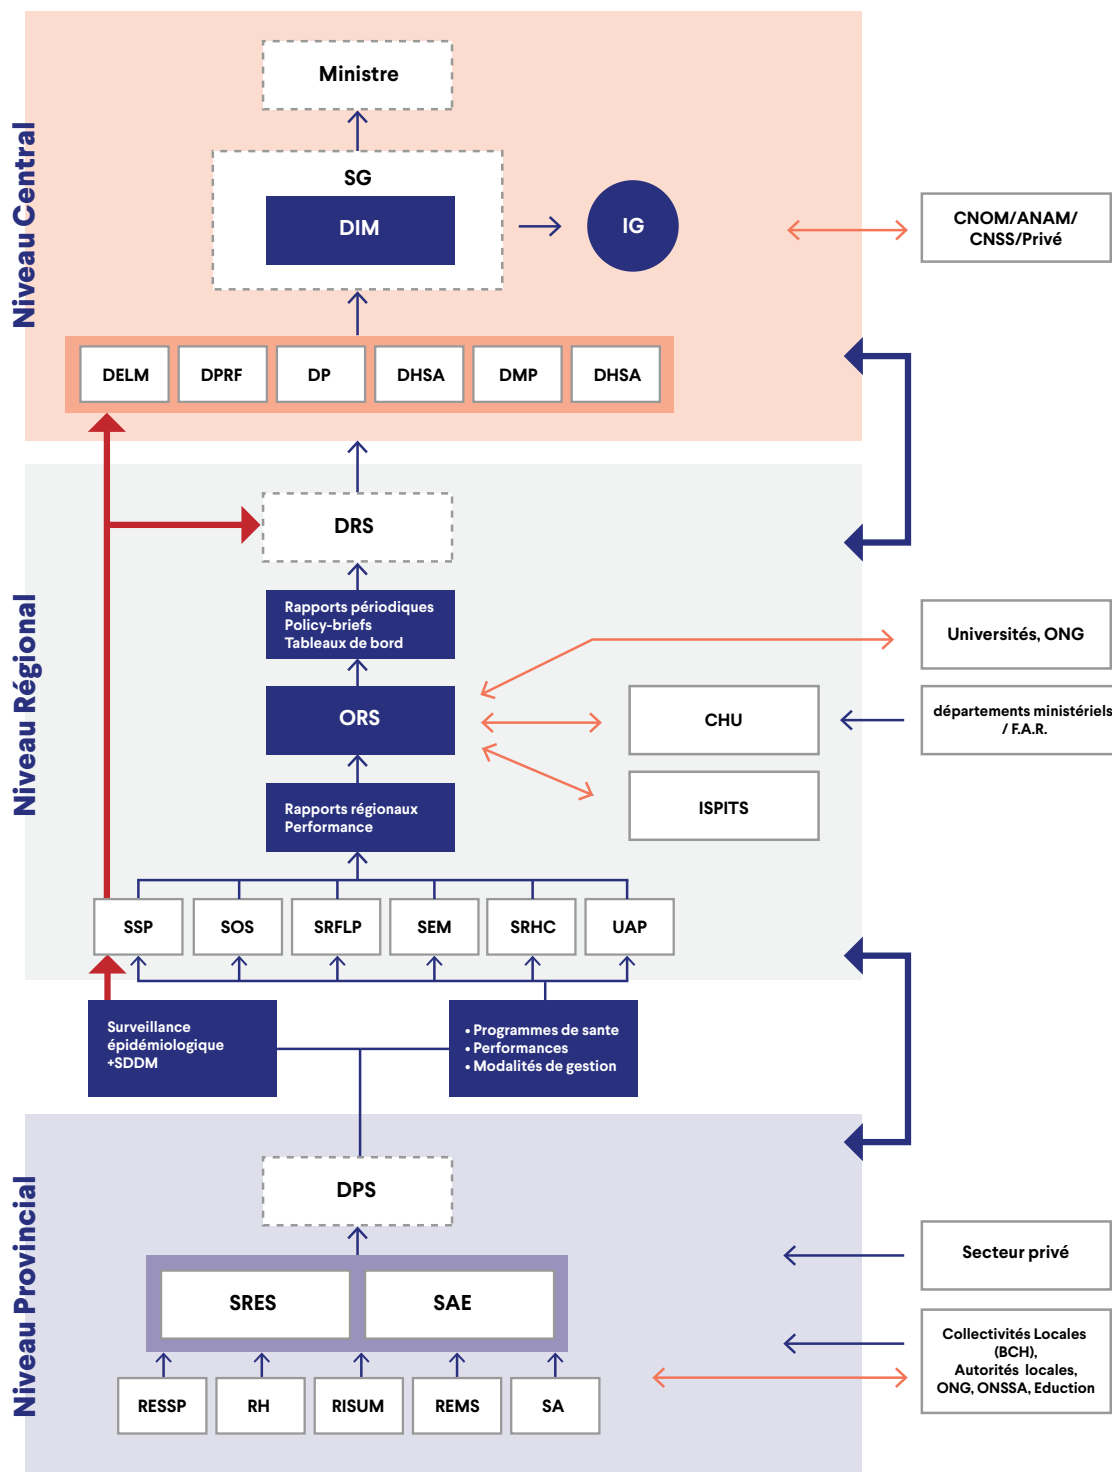 Niveau Central
Ministre
SG
DIM
IG
CNOM/ANAM/
CNSS/Privé
DELM
DPRF
DP
DHSA
DMP
DHSA
Niveau Régional
DRS
Rapports périodiques
Policy-briefs
Tableaux de bord
Universités, ONG
ORS
CHU
départements ministériels
/ F.A.R.
ISPITS
Rapports régionaux
Performance
SSP
SOS
SRFLP
SEM
SRHC
UAP
Surveillance
épidémiologique
+SDDM
• Programmes de sante
• Performances
• Modalités de gestion
Niveau Provincial
DPS
Secteur privé
SRES
SAE
Collectivités Locales
(BCH),
Autorités locales,
ONG, ONSSA, Eduction
RESSP
RH
RISUM
REMS
SA